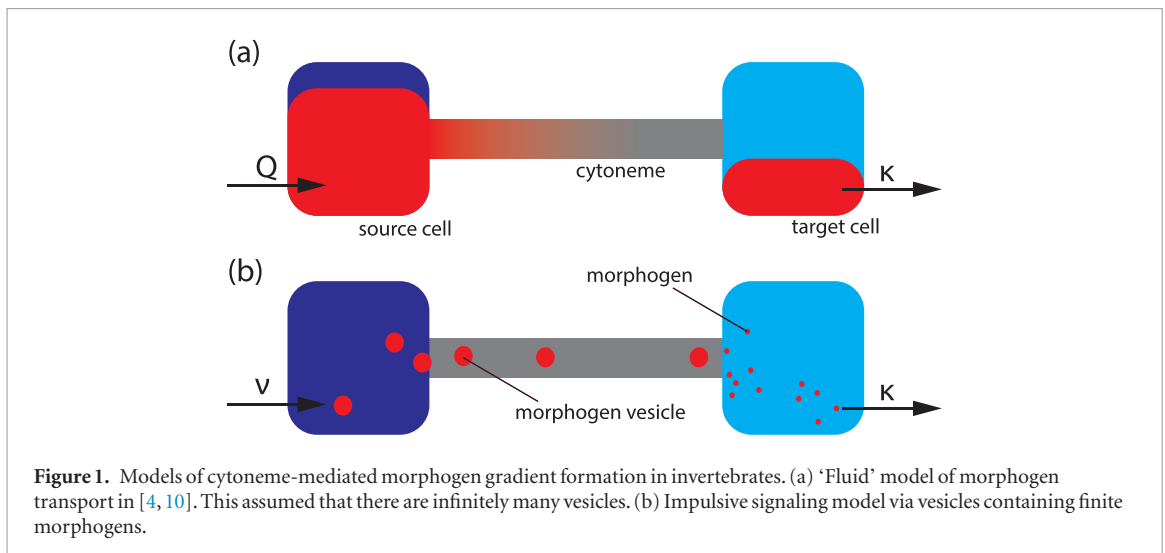 (a)
Q
cytoneme
κ
source cell
target cell
(b)
morphogen
ν
κ
morphogen vesicle
Figure 1. Models of cytoneme-mediated morphogen gradient formation in invertebrates. (a) ‘Fluid’ model of morphogen
transport in [4, 10]. This assumed that there are infinitely many vesicles. (b) Impulsive signaling model via vesicles containing finite
morphogens.